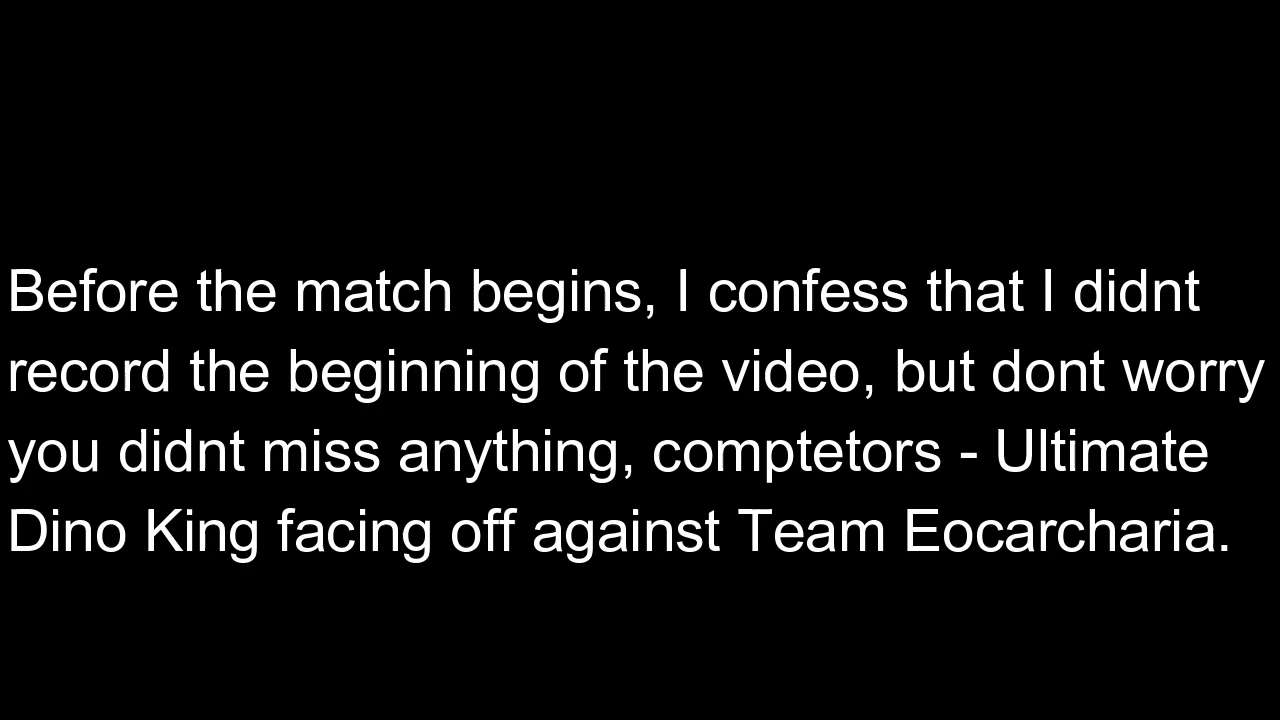 Before the match begins, I confess that I didnt
record the beginning of the video, but dont worry
you didnt miss anything, comptetors - Ultimate
Dino King facing off against Team Eocarcharia.